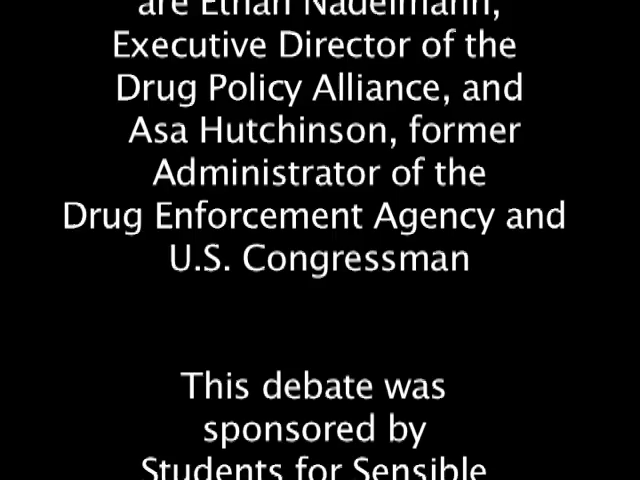 are Ethan Nadelmann,
Executive Director of the
Drug Policy Alliance, and
Asa Hutchinson, former
Administrator of the
Drug Enforcement Agency and
U.S. Congressman
This debate was
sponsored by
Students for Sensible